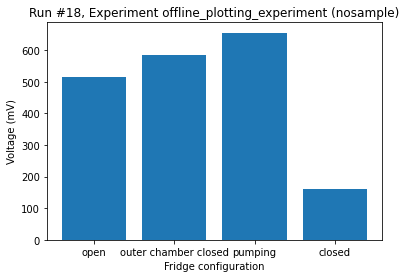 Run #18, Experiment offline_plotting_experiment (nosample)
600
500
400
300
200
100
0
Voltage (mV)
open outer chamber closed pumping closed
Fridge configuration